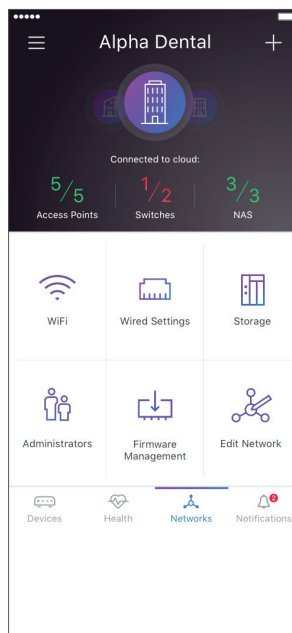 Alpha Dental
Connected to cloud:
5/5 1/2 3/3
Access Points Switches NAS
WiFi Wired Settings Storage
Administrators Firmware Management Edit Network
2
Devices Health Networks Notifications